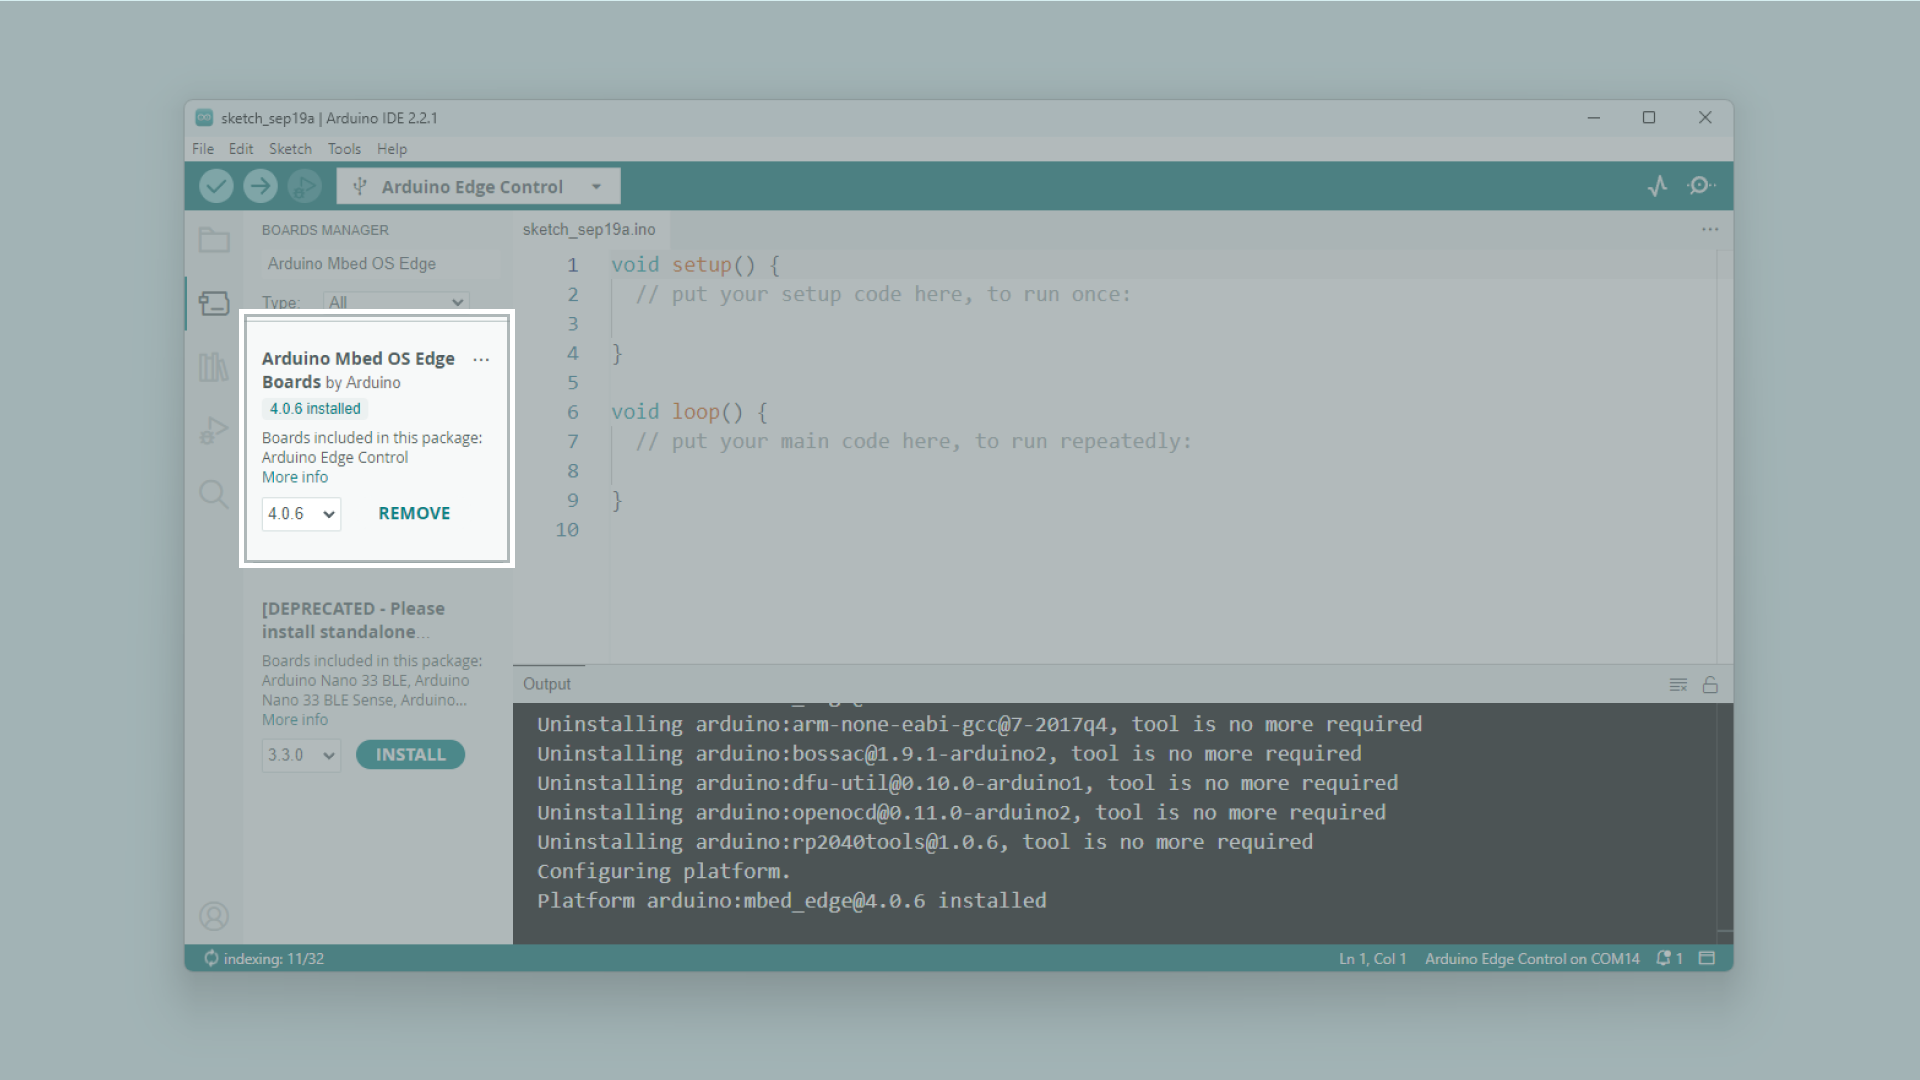 sketch_sep19a | Arduino IDE 2.2.1
File Edit Sketch Tools Help
Arduino Edge Control
BOARDS MANAGER
Arduino Mbed OS Edge
Type: All
Arduino Mbed OS Edge ...
Boards by Arduino
4.0.6 installed
Boards included in this package:
Arduino Edge Control
More info
4.0.6 REMOVE
[DEPRECATED - Please
install standalone...
Boards included in this package:
Arduino Nano 33 BLE, Arduino
Nano 33 BLE Sense, Arduino...
More info
3.3.0 INSTALL
sketch_sep19a.ino ...
1 void setup() {
2 // put your setup code here, to run once:
3
4 }
5
6 void loop() {
7 // put your main code here, to run repeatedly:
8
9 }
10
Output
Uninstalling arduino:arm-none-eabi-gcc@7-2017q4, tool is no more required
Uninstalling arduino:bossac@1.9.1-arduino2, tool is no more required
Uninstalling arduino:dfu-util@0.10.0-arduino1, tool is no more required
Uninstalling arduino:openocd@0.11.0-arduino2, tool is no more required
Uninstalling arduino:rp2040tools@1.0.6, tool is no more required
Configuring platform.
Platform arduino:mbed_edge@4.0.6 installed
indexing: 11/32 Ln 1, Col 1 Arduino Edge Control on COM14 1